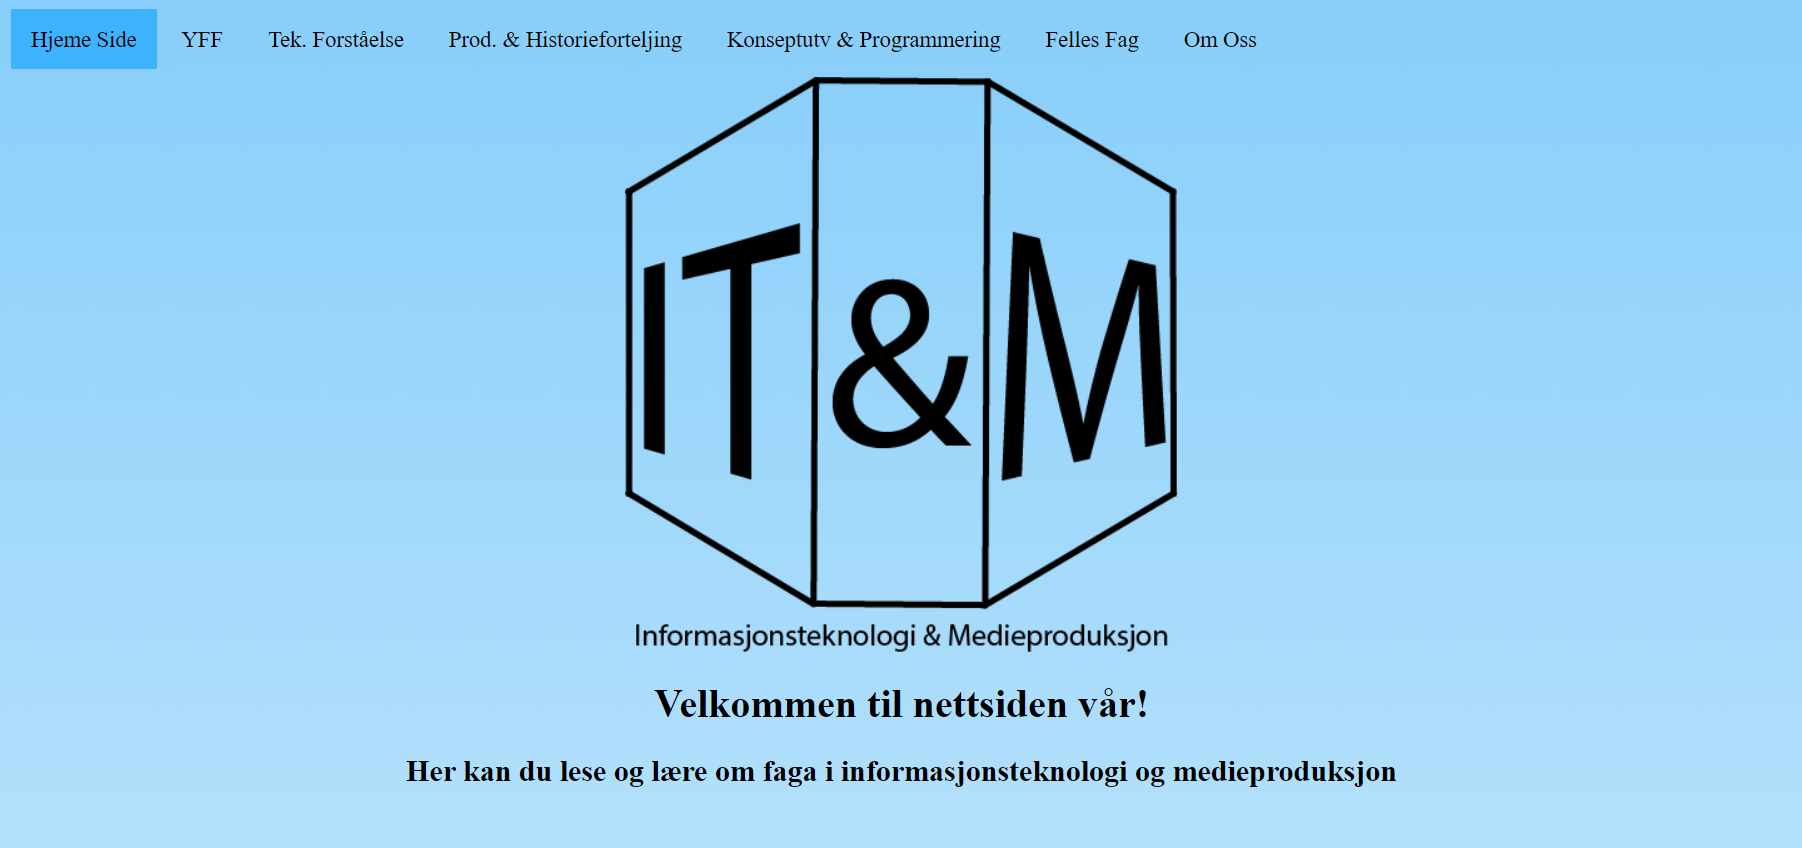 Hjeme Side YFF Tek. Forståelse Prod. & Historieforteljing Konseptutv & Programmering Felles Fag Om Oss
IT&M
Informasjonsteknologi & Medieproduksjon
Velkommen til nettsiden vår!
Her kan du lese og lære om faga i informasjonsteknologi og medieproduksjon